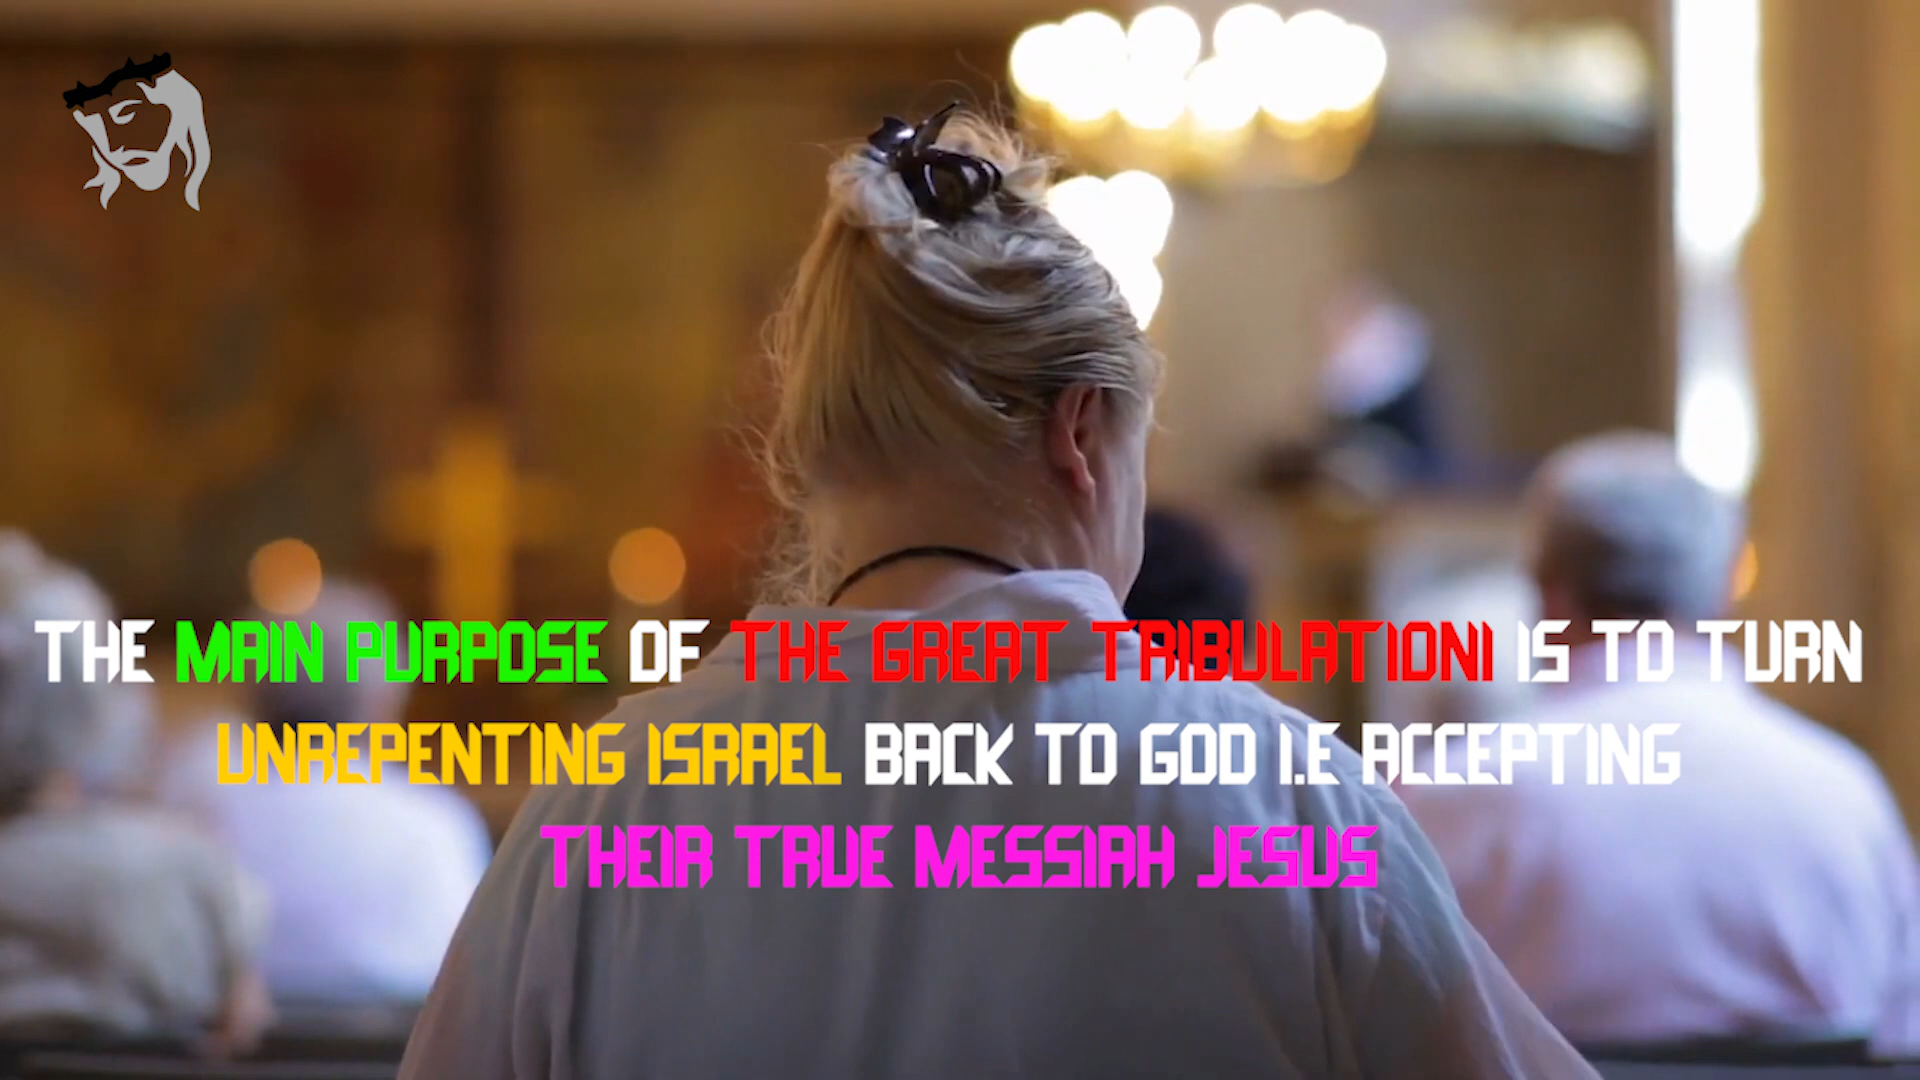 THE MAIN PURPOSE OF THE GREAT TRIBULATIONI IS TO TURN
UNREPENTING ISRAEL BACK TO GOD I.E ACCEPTING
THEIR TRUE MESSIAH JESUS